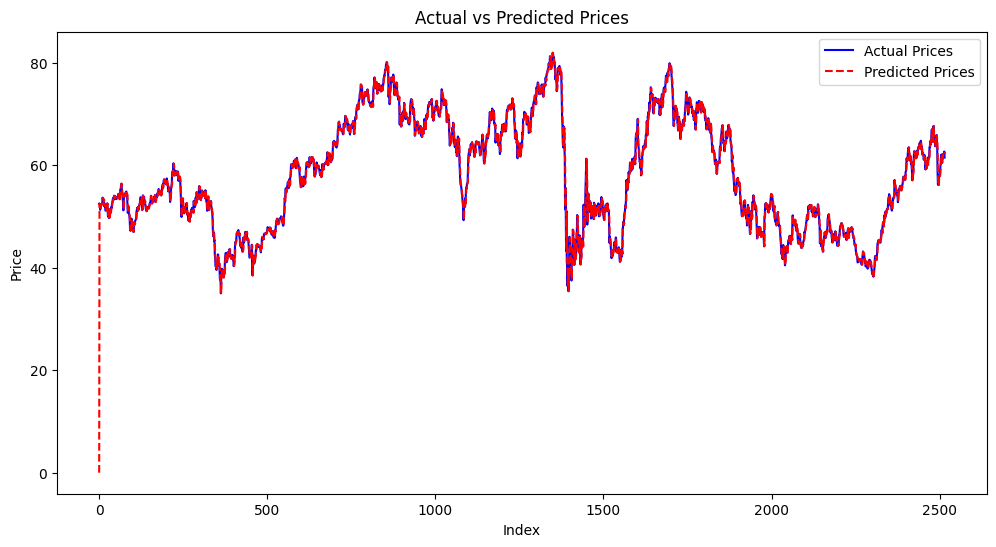 Actual vs Predicted Prices
Actual Prices
Predicted Prices
Price
80
60
40
20
0
0 500 1000 1500 2000 2500
Index